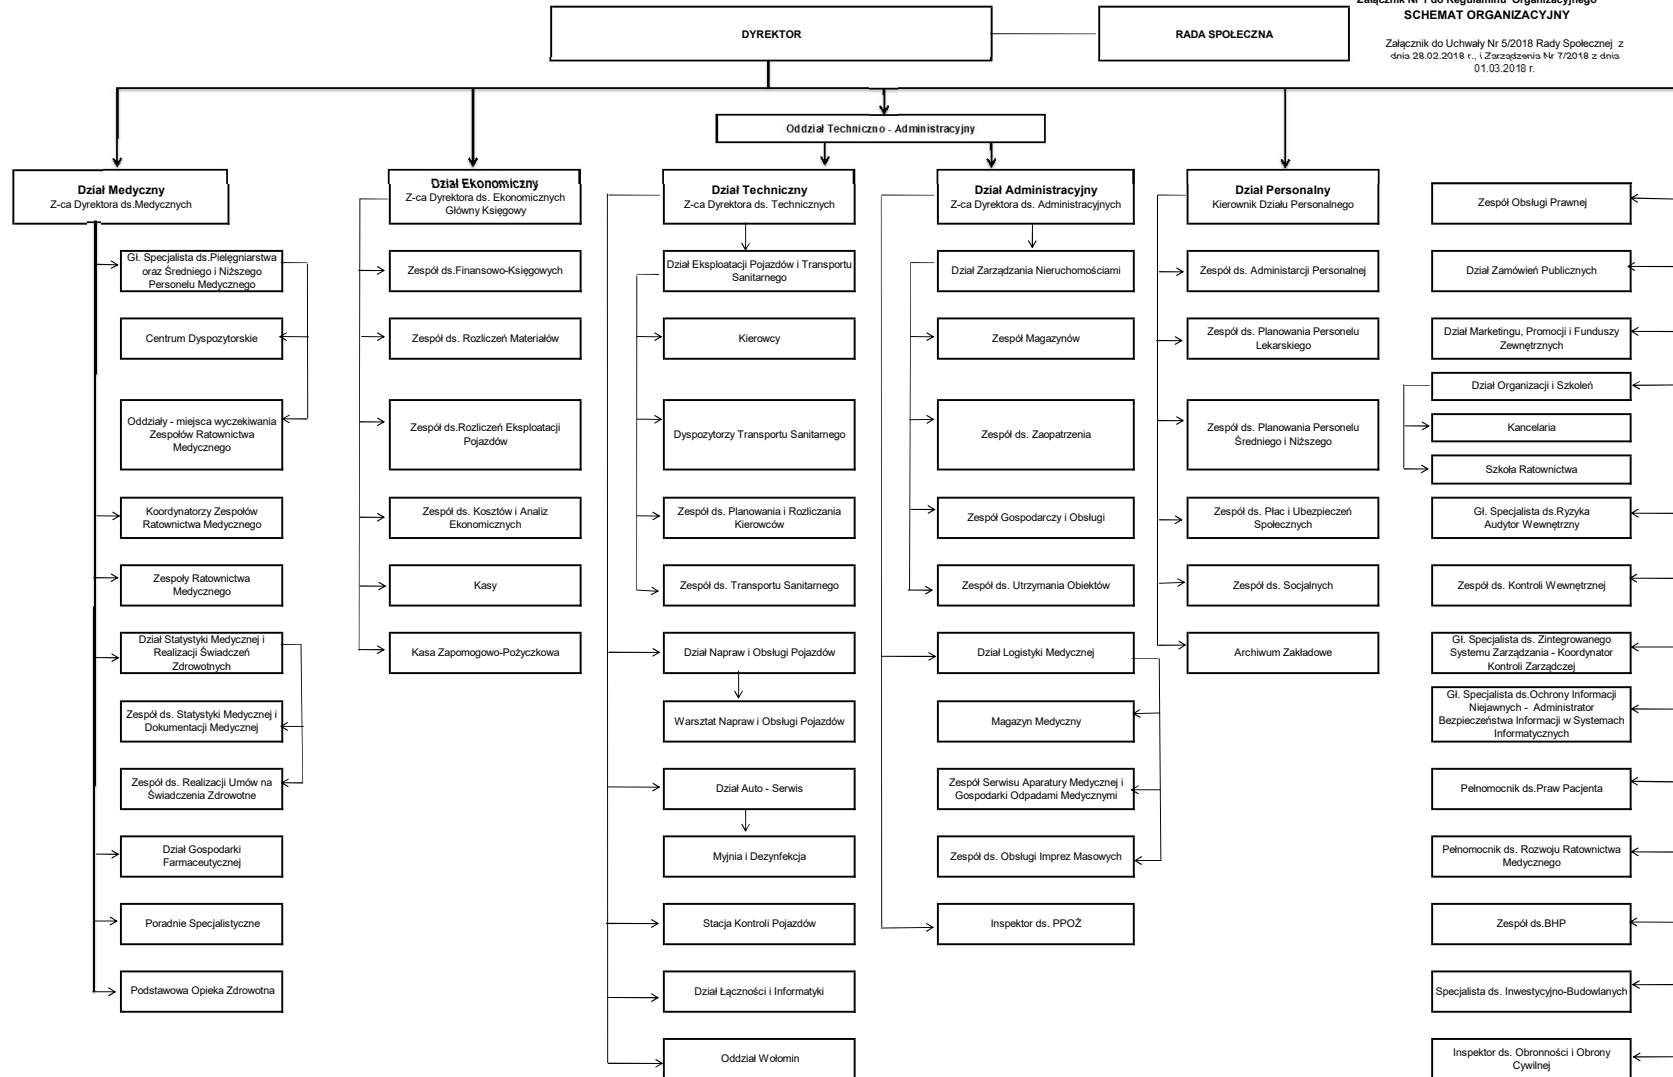 Załącznik Nr 1 do Regulaminu Organizacyjnego
SCHEMAT ORGANIZACYJNY
Załącznik do Uchwały Nr 5/2018 Rady Społecznej z
dnia 28.02.2018 r., i Zarządzenia Nr 7/2018 z dnia
01.03.2018 r.
DYREKTOR
RADA SPOŁECZNA
Oddział Techniczno - Administracyjny
Dział Medyczny
Z-ca Dyrektora ds.Medycznych
Gł. Specjalista ds.Pielęgniarstwa
oraz Średniego i Niższego
Personelu Medycznego
Centrum Dyspozytorskie
Oddziały - miejsca wyczekiwania
Zespołów Ratownictwa
Medycznego
Koordynatorzy Zespołów
Ratownictwa Medycznego
Zespoły Ratownictwa
Medycznego
Dział Statystyki Medycznej i
Realizacji Świadczeń
Zdrowotnych
Zespół ds. Statystyki Medycznej i
Dokumentacji Medycznej
Zespół ds. Realizacji Umów na
Świadczenia Zdrowotne
Dział Gospodarki
Farmaceutycznej
Poradnie Specjalistyczne
Podstawowa Opieka Zdrowotna
Dział Ekonomiczny
Z-ca Dyrektora ds. Ekonomicznych
Główny Księgowy
Zespół ds.Finansowo-Księgowych
Zespół ds. Rozliczeń Materiałów
Zespół ds.Rozliczeń Eksploatacji
Pojazdów
Zespół ds. Kosztów i Analiz
Ekonomicznych
Kasy
Kasa Zapomogowo-Pożyczkowa
Dział Techniczny
Z-ca Dyrektora ds. Technicznych
Dział Eksploatacji Pojazdów i Transportu
Sanitarnego
Kierowcy
Dyspozytorzy Transportu Sanitarnego
Zespół ds. Planowania i Rozliczania
Kierowców
Zespół ds. Transportu Sanitarnego
Dział Napraw i Obsługi Pojazdów
Warsztat Napraw i Obsługi Pojazdów
Dział Auto - Serwis
Myjnia i Dezynfekcja
Stacja Kontroli Pojazdów
Dział Łączności i Informatyki
Oddział Wołomin
Dział Administracyjny
Z-ca Dyrektora ds. Administracyjnych
Dział Zarządzania Nieruchomościami
Zespół Magazynów
Zespół ds. Zaopatrzenia
Zespół Gospodarczy i Obsługi
Zespół ds. Utrzymania Obiektów
Dział Logistyki Medycznej
Magazyn Medyczny
Zespół Serwisu Aparatury Medycznej i
Gospodarki Odpadami Medycznymi
Zespół ds. Obsługi Imprez Masowych
Inspektor ds. PPOŻ
Dział Personalny
Kierownik Działu Personalnego
Zespół ds. Administarcji Personalnej
Zespół ds. Planowania Personelu
Lekarskiego
Zespół ds. Planowania Personelu
Średniego i Niższego
Zespół ds. Płac i Ubezpieczeń
Społecznych
Zespół ds. Socjalnych
Archiwum Zakładowe
Zespół Obsługi Prawnej
Dział Zamówień Publicznych
Dział Marketingu, Promocji i Funduszy
Zewnętrznych
Dział Organizacji i Szkoleń
Kancelaria
Szkoła Ratownictwa
Gł. Specjalista ds.Ryzyka
Audytor Wewnętrzny
Zespół ds. Kontroli Wewnętrznej
Gł. Specjalista ds. Zintegrowanego
Systemu Zarządzania - Koordynator
Kontroli Zarządczej
Gł. Specjalista ds.Ochrony Informacji
Niejawnych - Administrator
Bezpieczeństwa Informacji w Systemach
Informatycznych
Pełnomocnik ds.Praw Pacjenta
Pełnomocnik ds. Rozwoju Ratownictwa
Medycznego
Zespół ds.BHP
Specjalista ds. Inwestycyjno-Budowlanych
Inspektor ds. Obronności i Obrony
Cywilnej